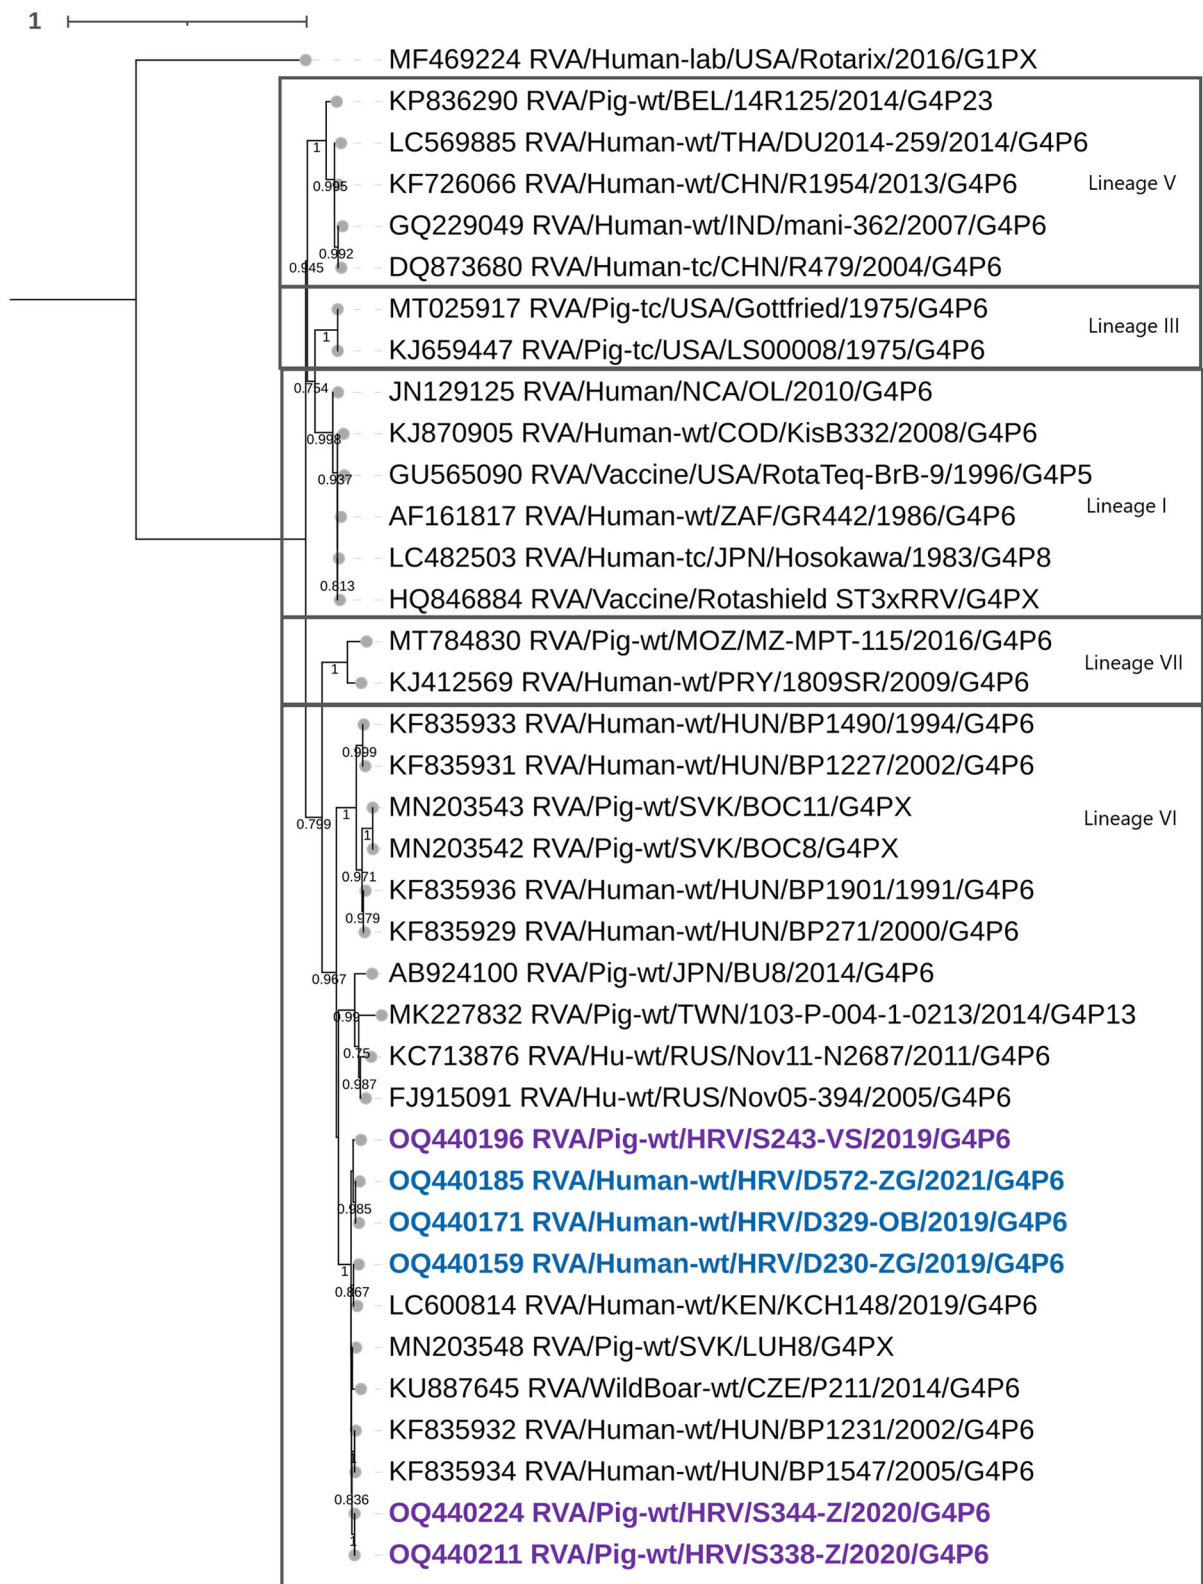 1
MF469224 RVA/Human-lab/USA/Rotarix/2016/G1PX
KP836290 RVA/Pig-wt/BEL/14R125/2014/G4P23
LC569885 RVA/Human-wt/THA/DU2014-259/2014/G4P6
1
KF726066 RVA/Human-wt/CHN/R1954/2013/G4P6
Lineage V
0.995
GQ229049 RVA/Human-wt/IND/mani-362/2007/G4P6
0.992
DQ873680 RVA/Human-tc/CHN/R479/2004/G4P6
0.945
MT025917 RVA/Pig-tc/USA/Gottfried/1975/G4P6
Lineage III
1
KJ659447 RVA/Pig-tc/USA/LS00008/1975/G4P6
0.754
JN129125 RVA/Human/NCA/OL/2010/G4P6
KJ870905 RVA/Human-wt/COD/KisB332/2008/G4P6
0.998
GU565090 RVA/Vaccine/USA/RotaTeq-BrB-9/1996/G4P5
0.937
Lineage I
AF161817 RVA/Human-wt/ZAF/GR442/1986/G4P6
LC482503 RVA/Human-tc/JPN/Hosokawa/1983/G4P8
0.813
HQ846884 RVA/Vaccine/Rotashield ST3xRRV/G4PX
MT784830 RVA/Pig-wt/MOZ/MZ-MPT-115/2016/G4P6
Lineage VII
1
KJ412569 RVA/Human-wt/PRY/1809SR/2009/G4P6
KF835933 RVA/Human-wt/HUN/BP1490/1994/G4P6
0.999
KF835931 RVA/Human-wt/HUN/BP1227/2002/G4P6
MN203543 RVA/Pig-wt/SVK/BOC11/G4PX
1
Lineage VI
0.799
1
MN203542 RVA/Pig-wt/SVK/BOC8/G4PX
0.971
KF835936 RVA/Human-wt/HUN/BP1901/1991/G4P6
0.979
KF835929 RVA/Human-wt/HUN/BP271/2000/G4P6
AB924100 RVA/Pig-wt/JPN/BU8/2014/G4P6
0.967
MK227832 RVA/Pig-wt/TWN/103-P-004-1-0213/2014/G4P13
0.99
0.75
KC713876 RVA/Hu-wt/RUS/Nov11-N2687/2011/G4P6
0.987
FJ915091 RVA/Hu-wt/RUS/Nov05-394/2005/G4P6
OQ440196 RVA/Pig-wt/HRV/S243-VS/2019/G4P6
OQ440185 RVA/Human-wt/HRV/D572-ZG/2021/G4P6
0.985
OQ440171 RVA/Human-wt/HRV/D329-OB/2019/G4P6
OQ440159 RVA/Human-wt/HRV/D230-ZG/2019/G4P6
1
0.867
LC600814 RVA/Human-wt/KEN/KCH148/2019/G4P6
MN203548 RVA/Pig-wt/SVK/LUH8/G4PX
KU887645 RVA/WildBoar-wt/CZE/P211/2014/G4P6
KF835932 RVA/Human-wt/HUN/BP1231/2002/G4P6
1
KF835934 RVA/Human-wt/HUN/BP1547/2005/G4P6
0.836
OQ440224 RVA/Pig-wt/HRV/S344-Z/2020/G4P6
1
OQ440211 RVA/Pig-wt/HRV/S338-Z/2020/G4P6